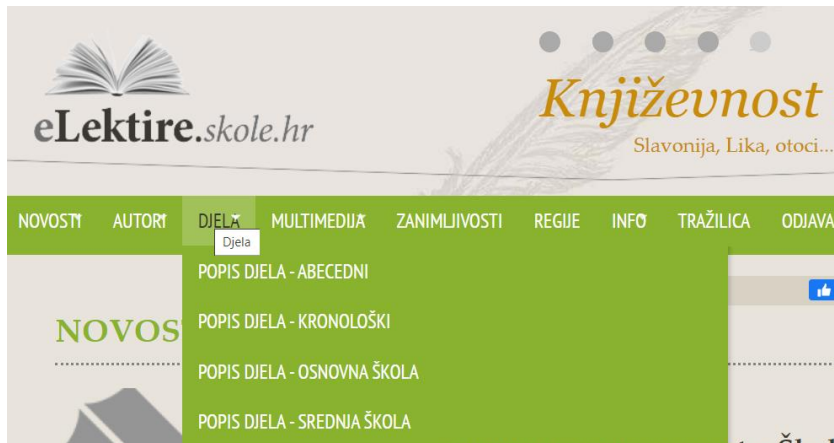 eLektire.skole.hr
Književnost
Slavonija, Lika, otoci...
NOVOSTI AUTORI DJELA MULTIMEDIJA ZANIMLJIVOSTI REGIJE INFO TRAŽILICA ODJAVA
Djela
POPIS DJELA - ABECEDNI
POPIS DJELA - KRONOLOŠKI
NOVOS
POPIS DJELA - OSNOVNA ŠKOLA
POPIS DJELA - SREDNJA ŠKOLA